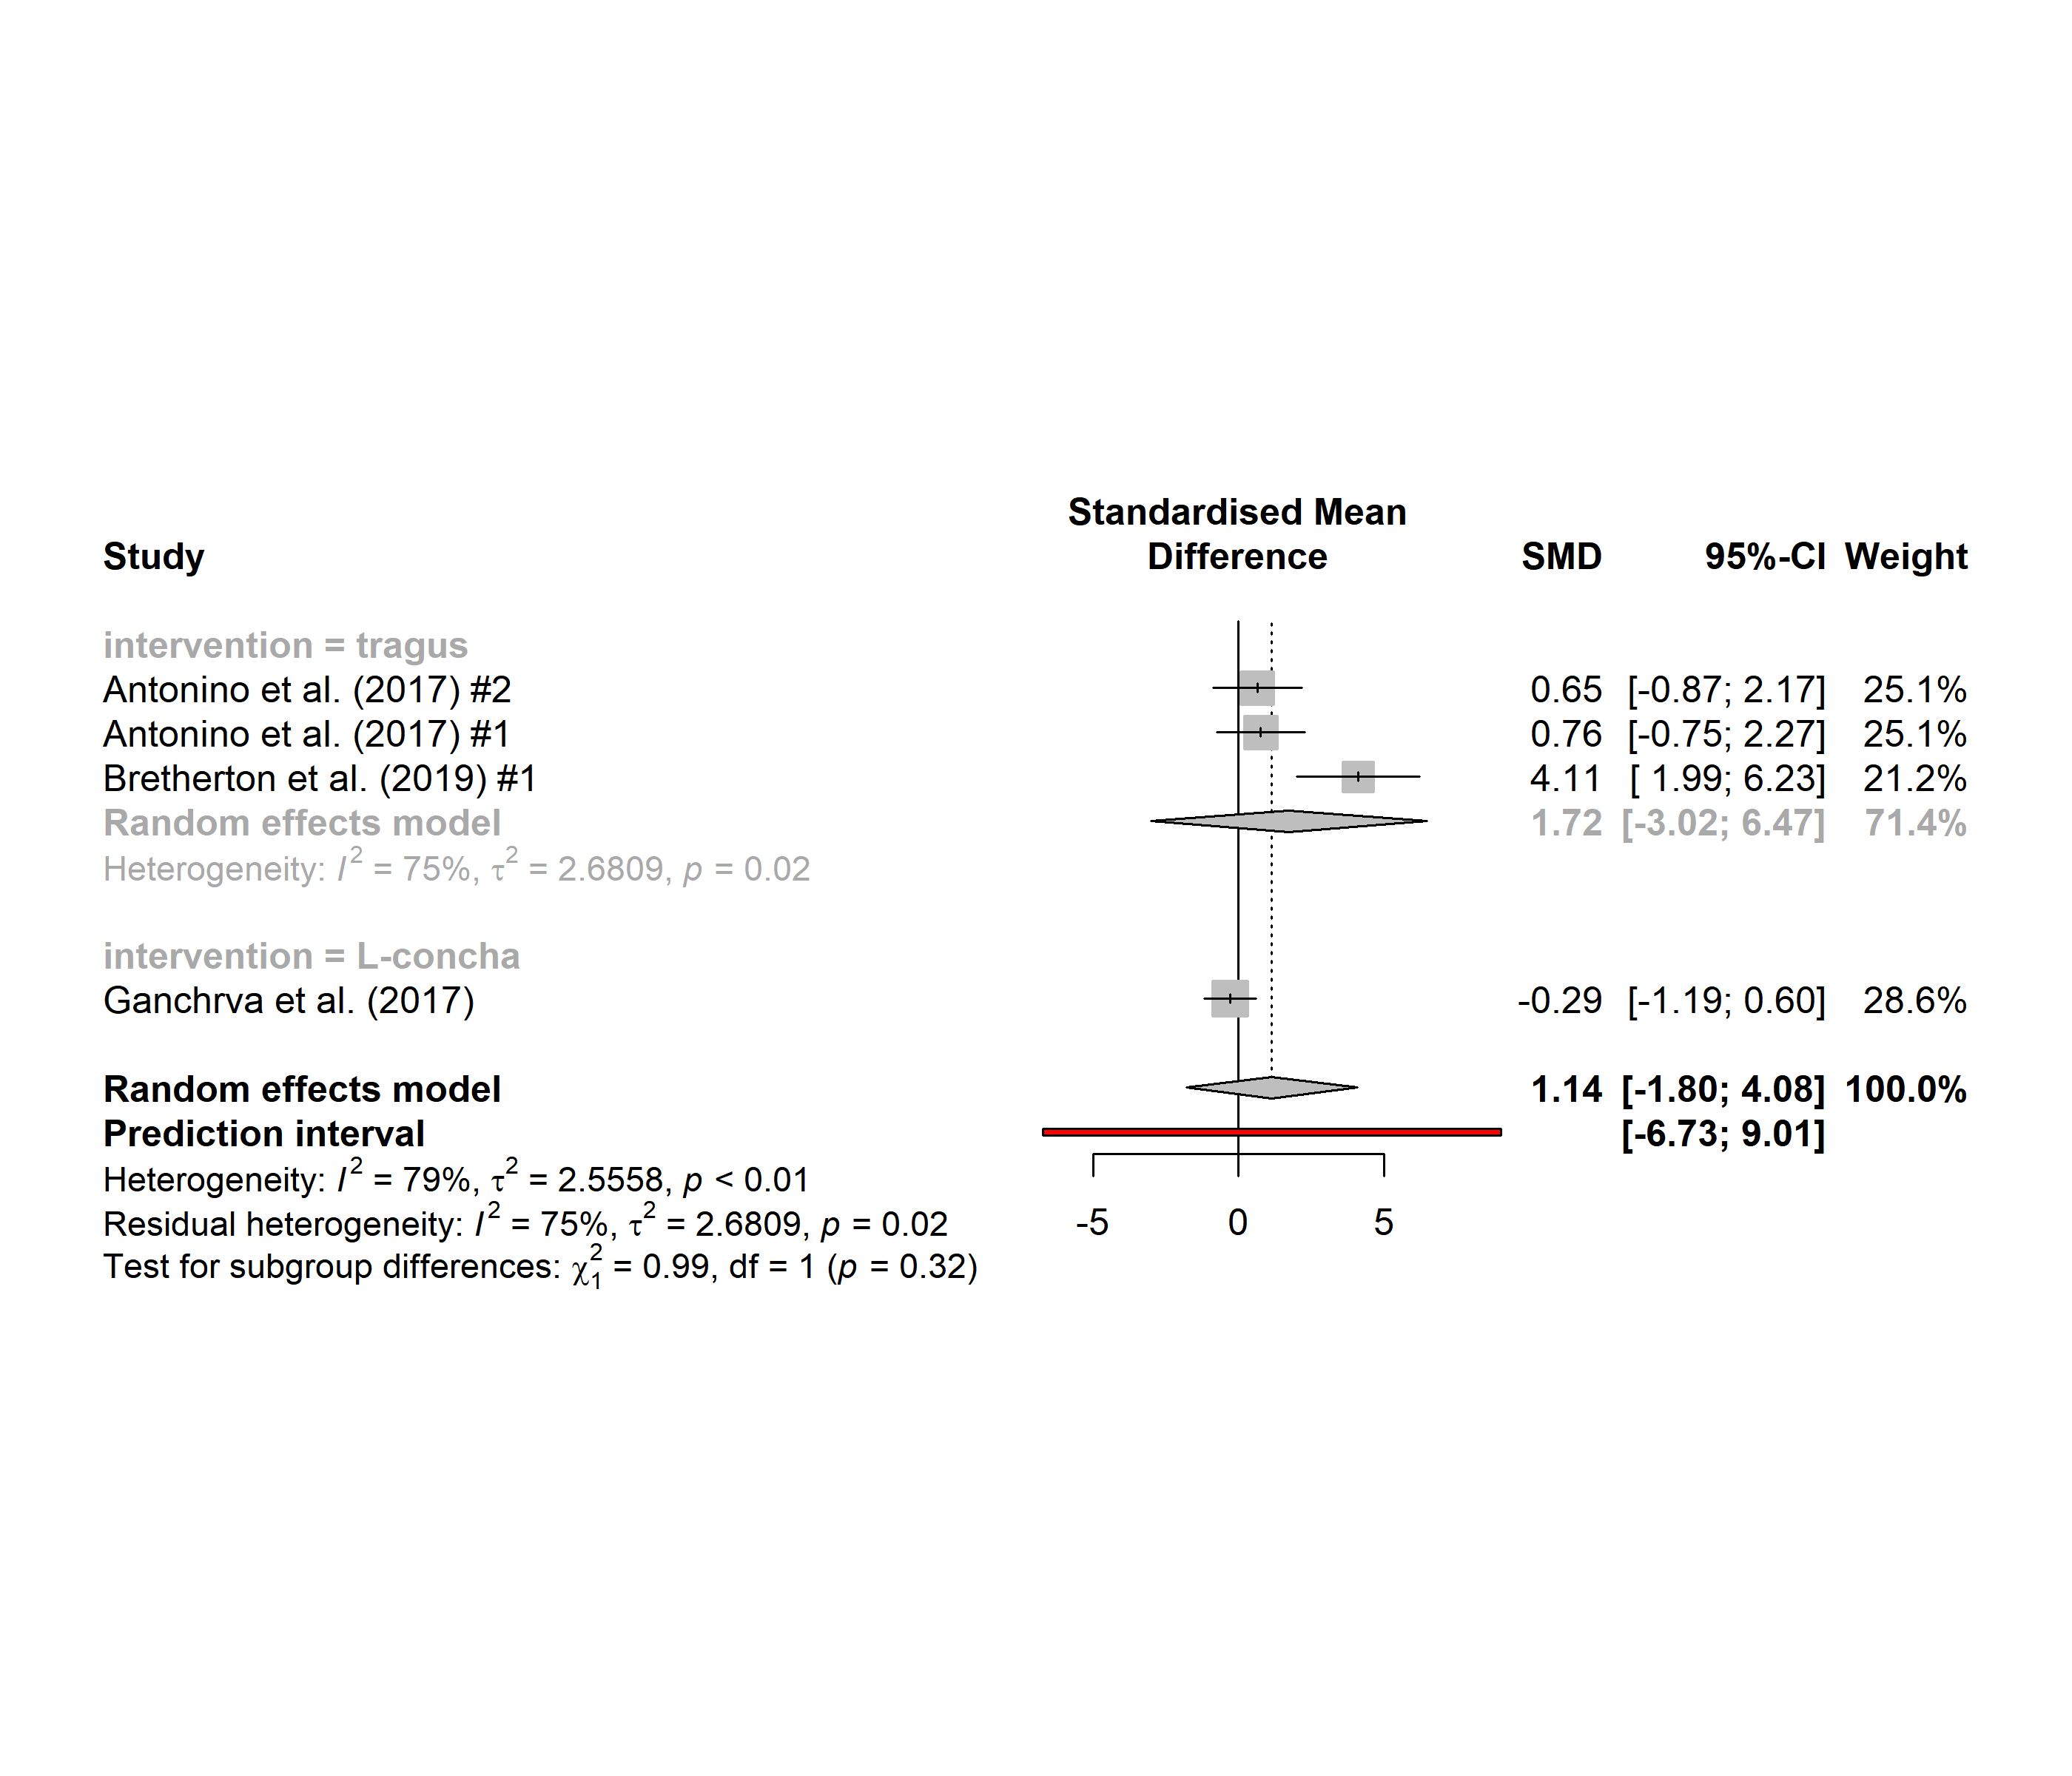 Standardised Mean
Study Difference SMD 95%-CI Weight
intervention = tragus
Antonino et al. (2017) #2 0.65 [-0.87; 2.17] 25.1%
Antonino et al. (2017) #1 0.76 [-0.75; 2.27] 25.1%
Bretherton et al. (2019) #1 4.11 [ 1.99; 6.23] 21.2%
Random effects model 1.72 [-3.02; 6.47] 71.4%
Heterogeneity: I² = 75%, τ² = 2.6809, p = 0.02
intervention = L-concha
Ganchrva et al. (2017) -0.29 [-1.19; 0.60] 28.6%
Random effects model 1.14 [-1.80; 4.08] 100.0%
Prediction interval [-6.73; 9.01]
Heterogeneity: I² = 79%, τ² = 2.5558, p < 0.01
Residual heterogeneity: I² = 75%, τ² = 2.6809, p = 0.02 -5 0 5
Test for subgroup differences: χ²₁ = 0.99, df = 1 (p = 0.32)